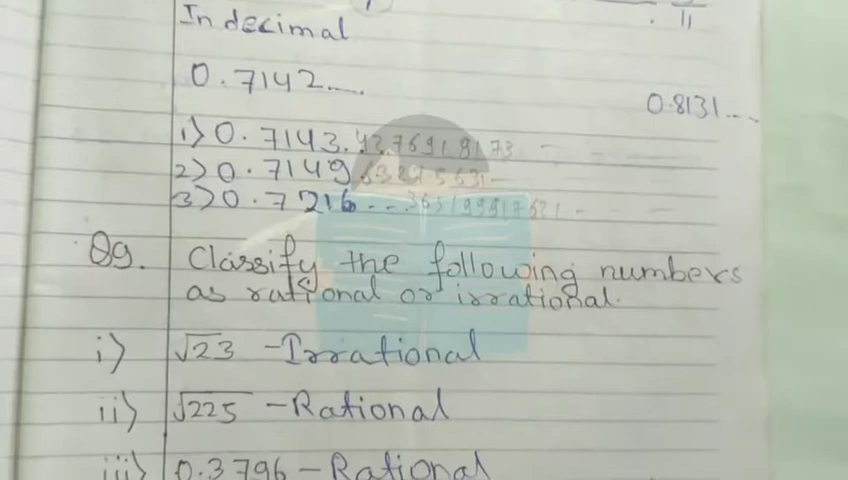 In decimal
11
0.7142....
0.8131...
1) 0.7143
2) 0.7149
3) 0.7216...
Q9. Classify the following numbers
as rational or irrational.
i) √23 - Irrational
ii) √225 - Rational
iii) 0.3796 - Rational